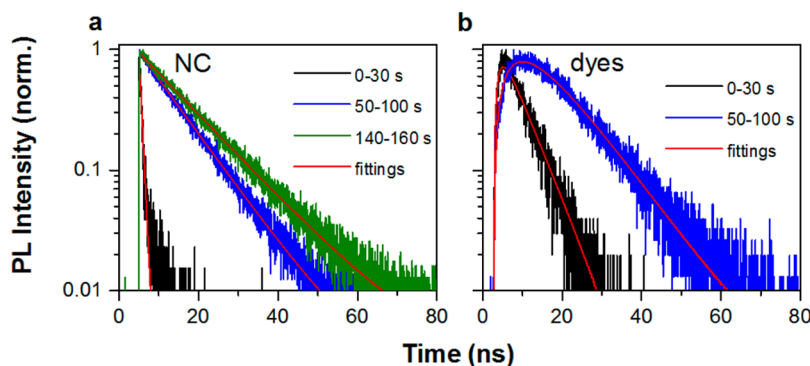 a
b
NC
dyes
0-30 s
50-100 s
140-160 s
fittings
0-30 s
50-100 s
fittings
PL Intensity (norm.)
1
0.1
0.01
0 20 40 60 80
0 20 40 60 80
Time (ns)